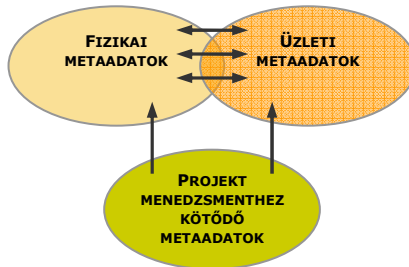 FIZIKAI
METAADATOK
ÜZLETI
METAADATOK
PROJEKT
MENEDZSMENTHEZ
KÖTŐDŐ
METAADATOK